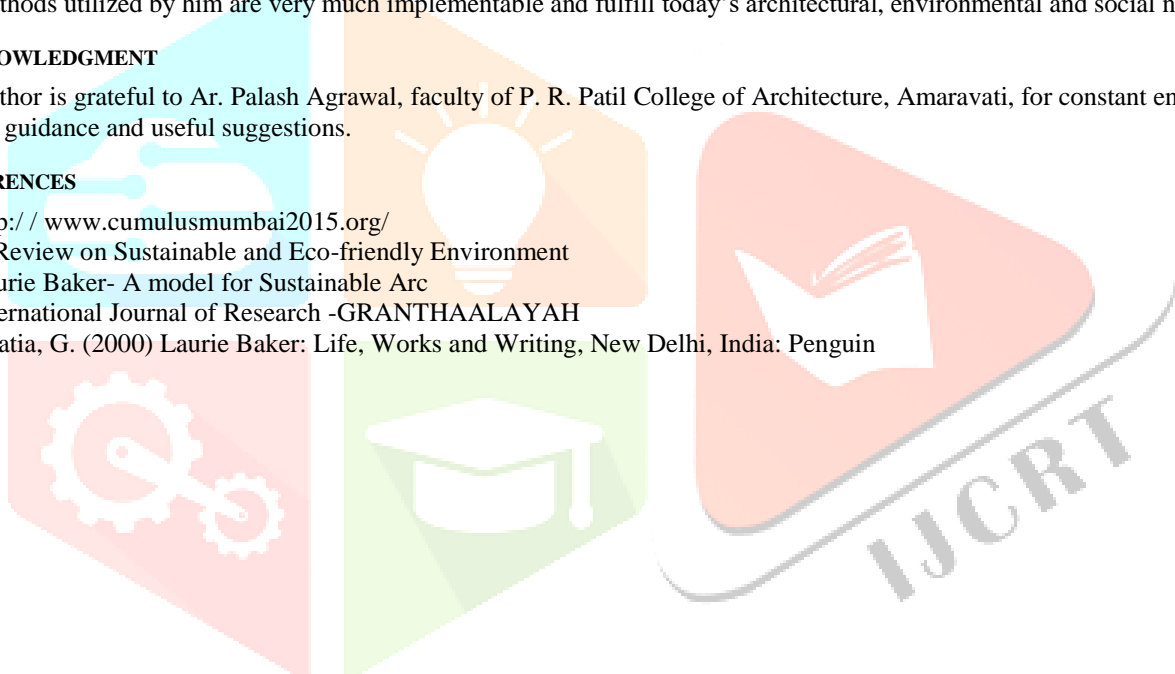 thods utilized by him are very much implementable and fulfill today's architectural, environmental and social n
OWLEDGMENT
thor is grateful to Ar. Palash Agrawal, faculty of P. R. Patil College of Architecture, Amaravati, for constant en
guidance and useful suggestions.
RENCES
p:/ / www.cumulusmumbai2015.org/
Review on Sustainable and Eco-friendly Environment
urie Baker- A model for Sustainable Arc
ernational Journal of Research -GRANTHAALAYAH
atia, G. (2000) Laurie Baker: Life, Works and Writing, New Delhi, India: Penguin
IJCRT